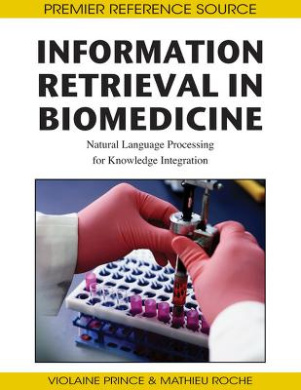 PREMIER REFERENCE SOURCE
INFORMATION
RETRIEVAL IN
BIOMEDICINE
Natural Language Processing
for Knowledge Integration
VIOLAINE PRINCE & MATHIEU ROCHE